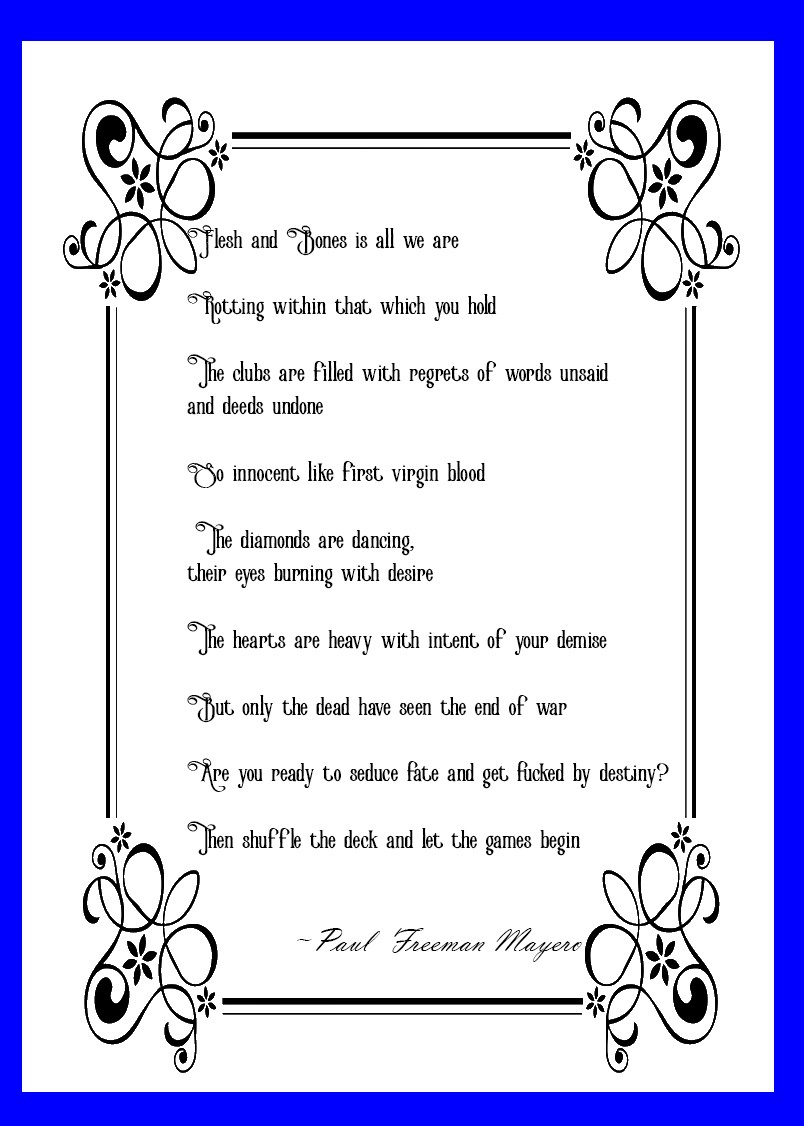 Flesh and Bones is all we are
Rotting within that which you hold
The clubs are filled with regrets of words unsaid
and deeds undone
So innocent like first virgin blood
The diamonds are dancing,
their eyes burning with desire
The hearts are heavy with intent of your demise
But only the dead have seen the end of war
Are you ready to seduce fate and get fucked by destiny?
Then shuffle the deck and let the games begin
~Paul Freeman Mayero